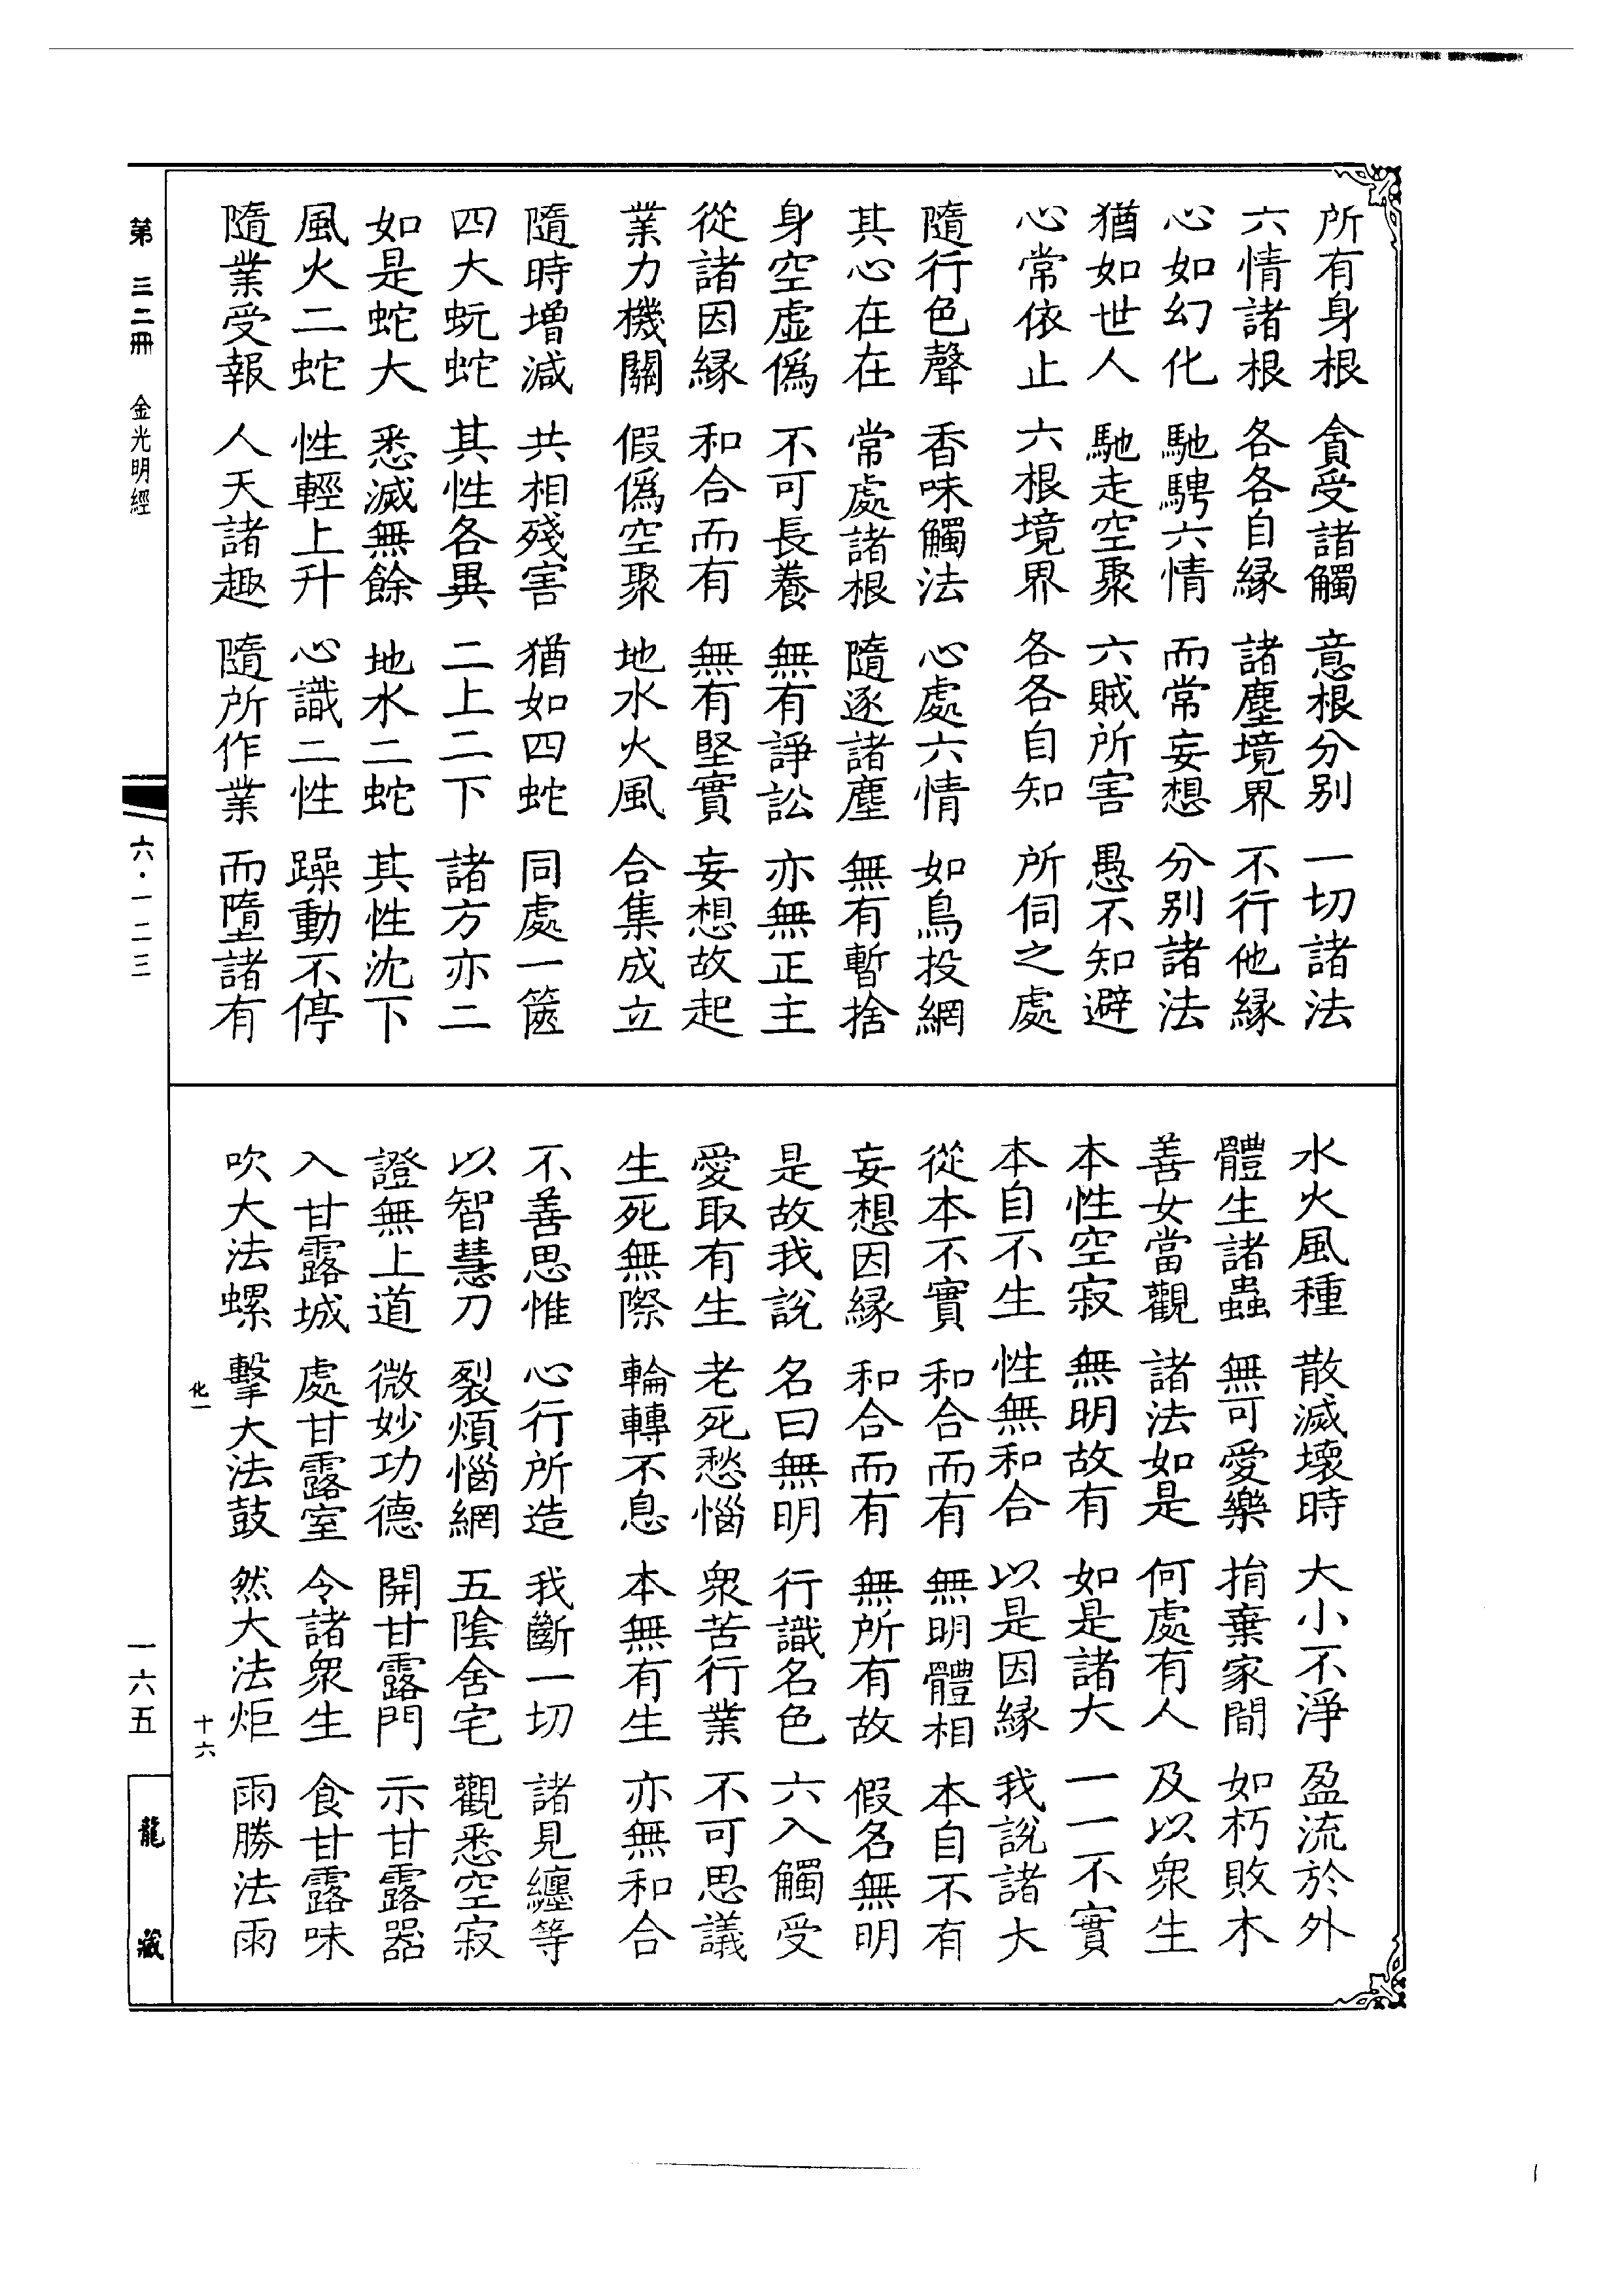 所有身根　貪受諸觸　意根分別　一切諸法
六情諸根　各各自緣　諸塵境界　不行他緣
心如幻化　馳騁六情　而常妄想　分別諸法
猶如世人　馳走空聚　六賊所害　愚不知避
心常依止　六根境界　各各自知　所伺之處
隨行色聲　香味觸法　心處六情　如鳥投網
其心在在　常處諸根　隨逐諸塵　無有暫捨
身空虛僞　不可長養　無有諍訟　亦無正主
從諸因緣　和合而有　無有堅實　妄想故起
業力機關　假僞空聚　地水火風　合集成立
隨時增減　共相殘害　猶如四蛇　同處一篋
四大蚖蛇　其性各異　二上二下　諸方亦二
如是蛇大　悉滅無餘　地水二蛇　其性沈下
風火二蛇　性輕上升　心識二性　躁動不停
隨業受報　人天諸趣　隨所作業　而墮諸有
水火風種　散滅壞時　大小不淨　盈流於外
體生諸蟲　無可愛樂　捐棄冢間　如朽敗木
善女當觀　諸法如是　何處有人　及以衆生
本性空寂　無明故有　如是諸大　一一不實
本自不生　性無和合　以是因緣　我說諸大
從本不實　和合而有　無明體相　本自不有
妄想因緣　和合而有　無所有故　假名無明
是故我說　名曰無明　行識名色　六入觸受
愛取有生　老死愁惱　衆苦行業　不可思議
生死無際　輪轉不息　本無有生　亦無和合
不善思惟　心行所造　我斷一切　諸見纏等
以智慧刀　裂煩惱網　五陰舍宅　觀悉空寂
證無上道　微妙功德　開甘露門　示甘露器
入甘露城　處甘露室　令諸衆生　食甘露味
吹大法螺　擊大法鼓　然大法炬　雨勝法雨
化一　十六
第三二冊　金光明經　六·一二三　一六五　龍藏